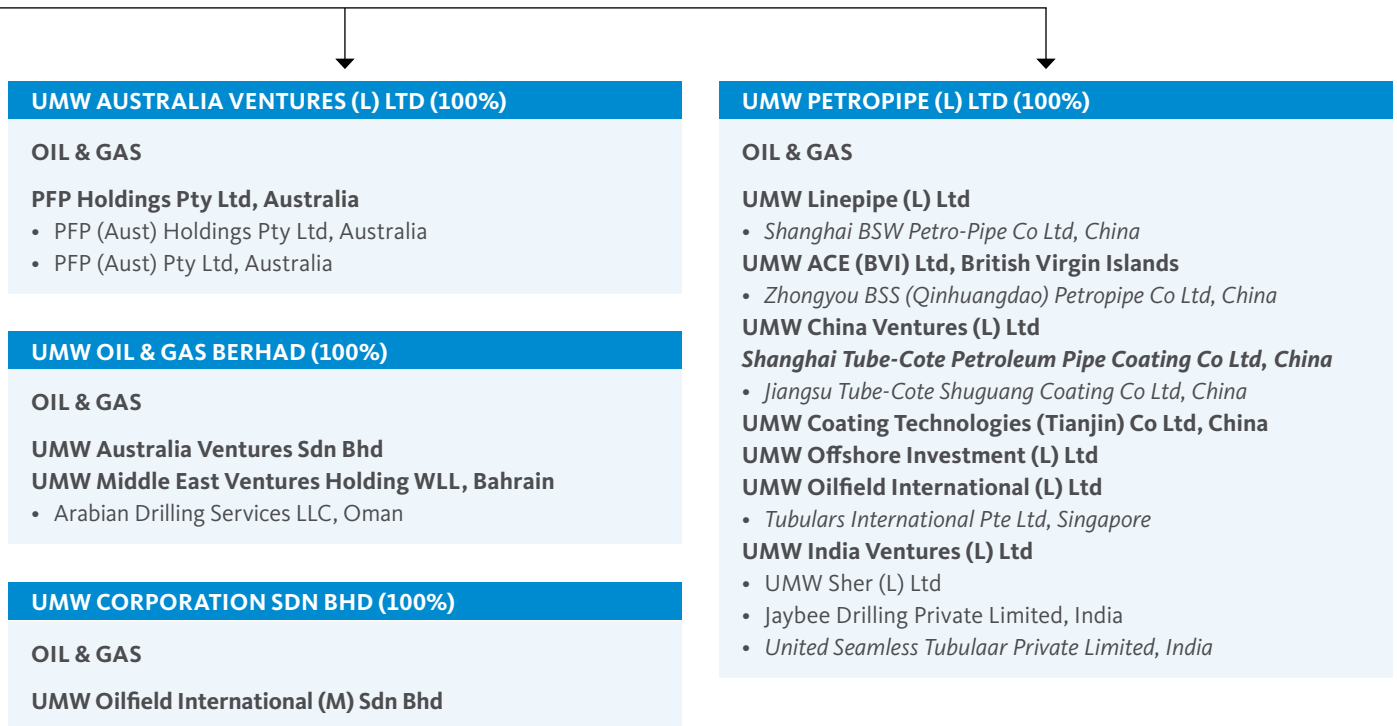 UMW AUSTRALIA VENTURES (L) LTD (100%)
OIL & GAS
PFP Holdings Pty Ltd, Australia
• PFP (Aust) Holdings Pty Ltd, Australia
• PFP (Aust) Pty Ltd, Australia
UMW OIL & GAS BERHAD (100%)
OIL & GAS
UMW Australia Ventures Sdn Bhd
UMW Middle East Ventures Holding WLL, Bahrain
• Arabian Drilling Services LLC, Oman
UMW CORPORATION SDN BHD (100%)
OIL & GAS
UMW Oilfield International (M) Sdn Bhd
UMW PETROPIPE (L) LTD (100%)
OIL & GAS
UMW Linepipe (L) Ltd
• Shanghai BSW Petro-Pipe Co Ltd, China
UMW ACE (BVI) Ltd, British Virgin Islands
• Zhongyou BSS (Qinhuangdao) Petropipe Co Ltd, China
UMW China Ventures (L) Ltd
Shanghai Tube-Cote Petroleum Pipe Coating Co Ltd, China
• Jiangsu Tube-Cote Shuguang Coating Co Ltd, China
UMW Coating Technologies (Tianjin) Co Ltd, China
UMW Offshore Investment (L) Ltd
UMW Oilfield International (L) Ltd
• Tubulars International Pte Ltd, Singapore
UMW India Ventures (L) Ltd
• UMW Sher (L) Ltd
• Jaybee Drilling Private Limited, India
• United Seamless Tubulaar Private Limited, India